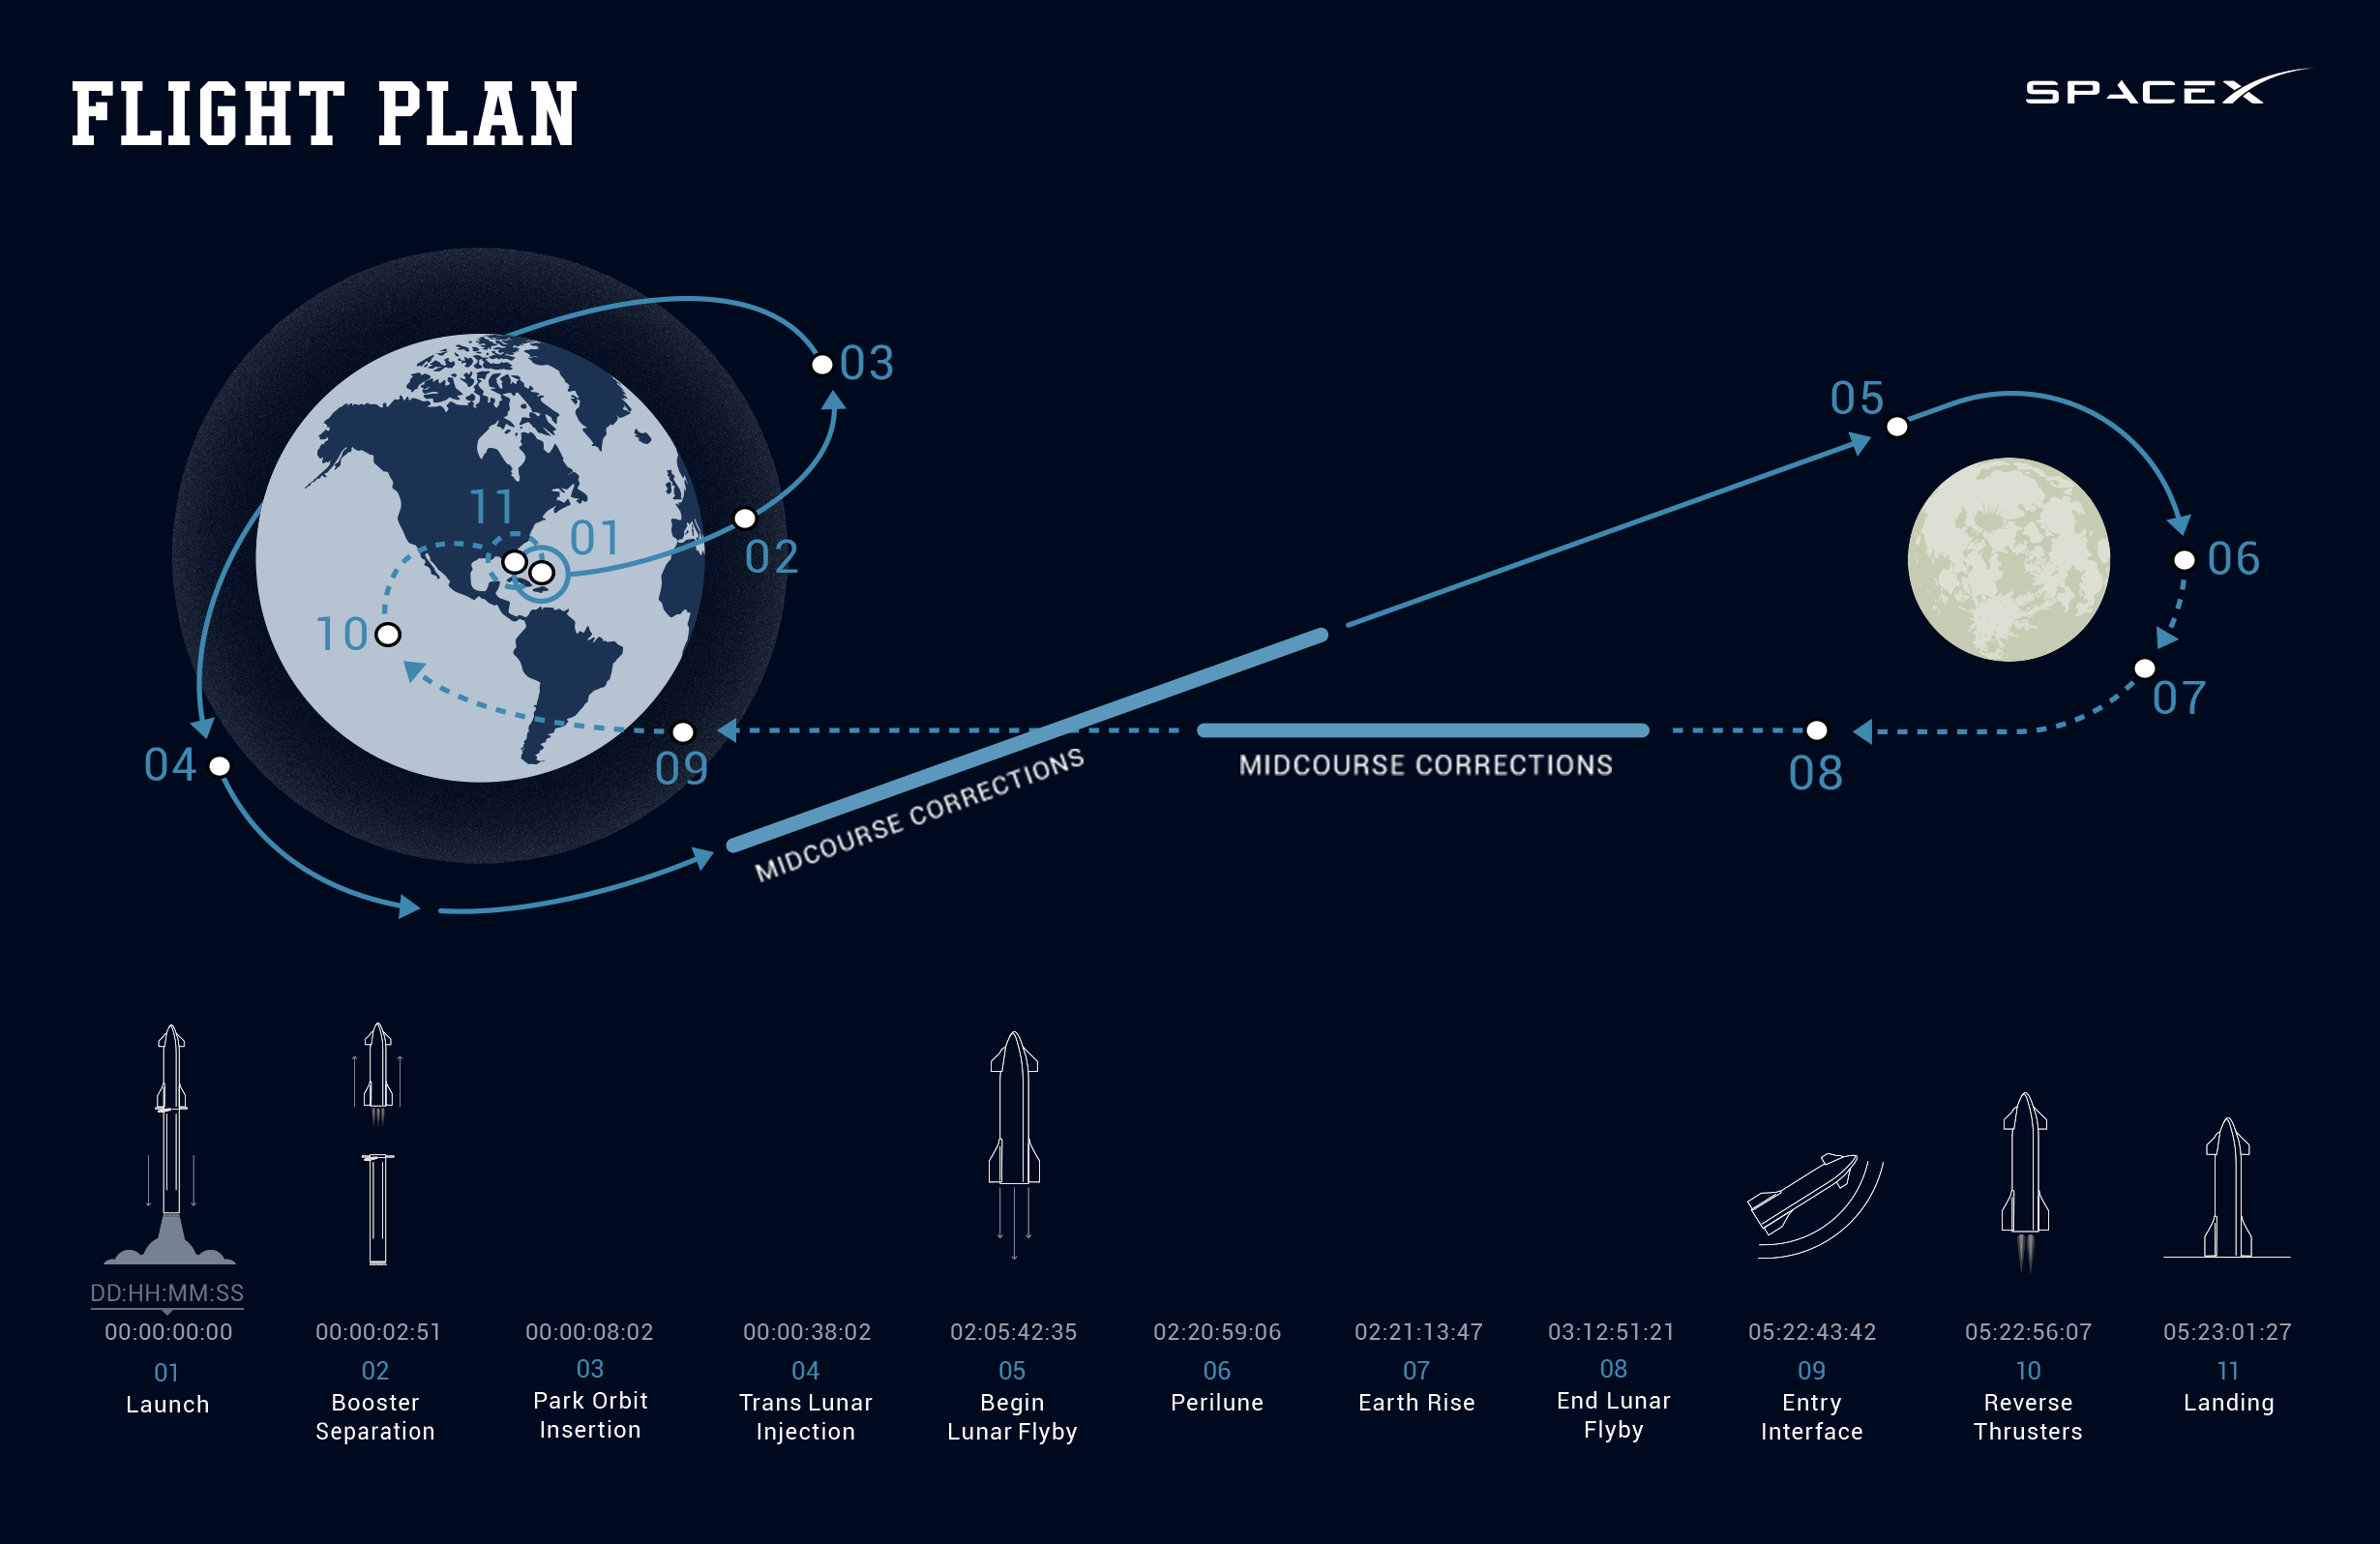 FLIGHT PLAN
SPACEX
03
05
11
01
02
06
10
07
04
09
08
MIDCOURSE CORRECTIONS
MIDCOURSE CORRECTIONS
DD:HH:MM:SS
00:00:00:00
01
Launch
00:00:02:51
02
Booster
Separation
00:00:08:02
03
Park Orbit
Insertion
00:00:38:02
04
Trans Lunar
Injection
02:05:42:35
05
Begin
Lunar Flyby
02:20:59:06
06
Perilune
02:21:13:47
07
Earth Rise
03:12:51:21
08
End Lunar
Flyby
05:22:43:42
09
Entry
Interface
05:22:56:07
10
Reverse
Thrusters
05:23:01:27
11
Landing